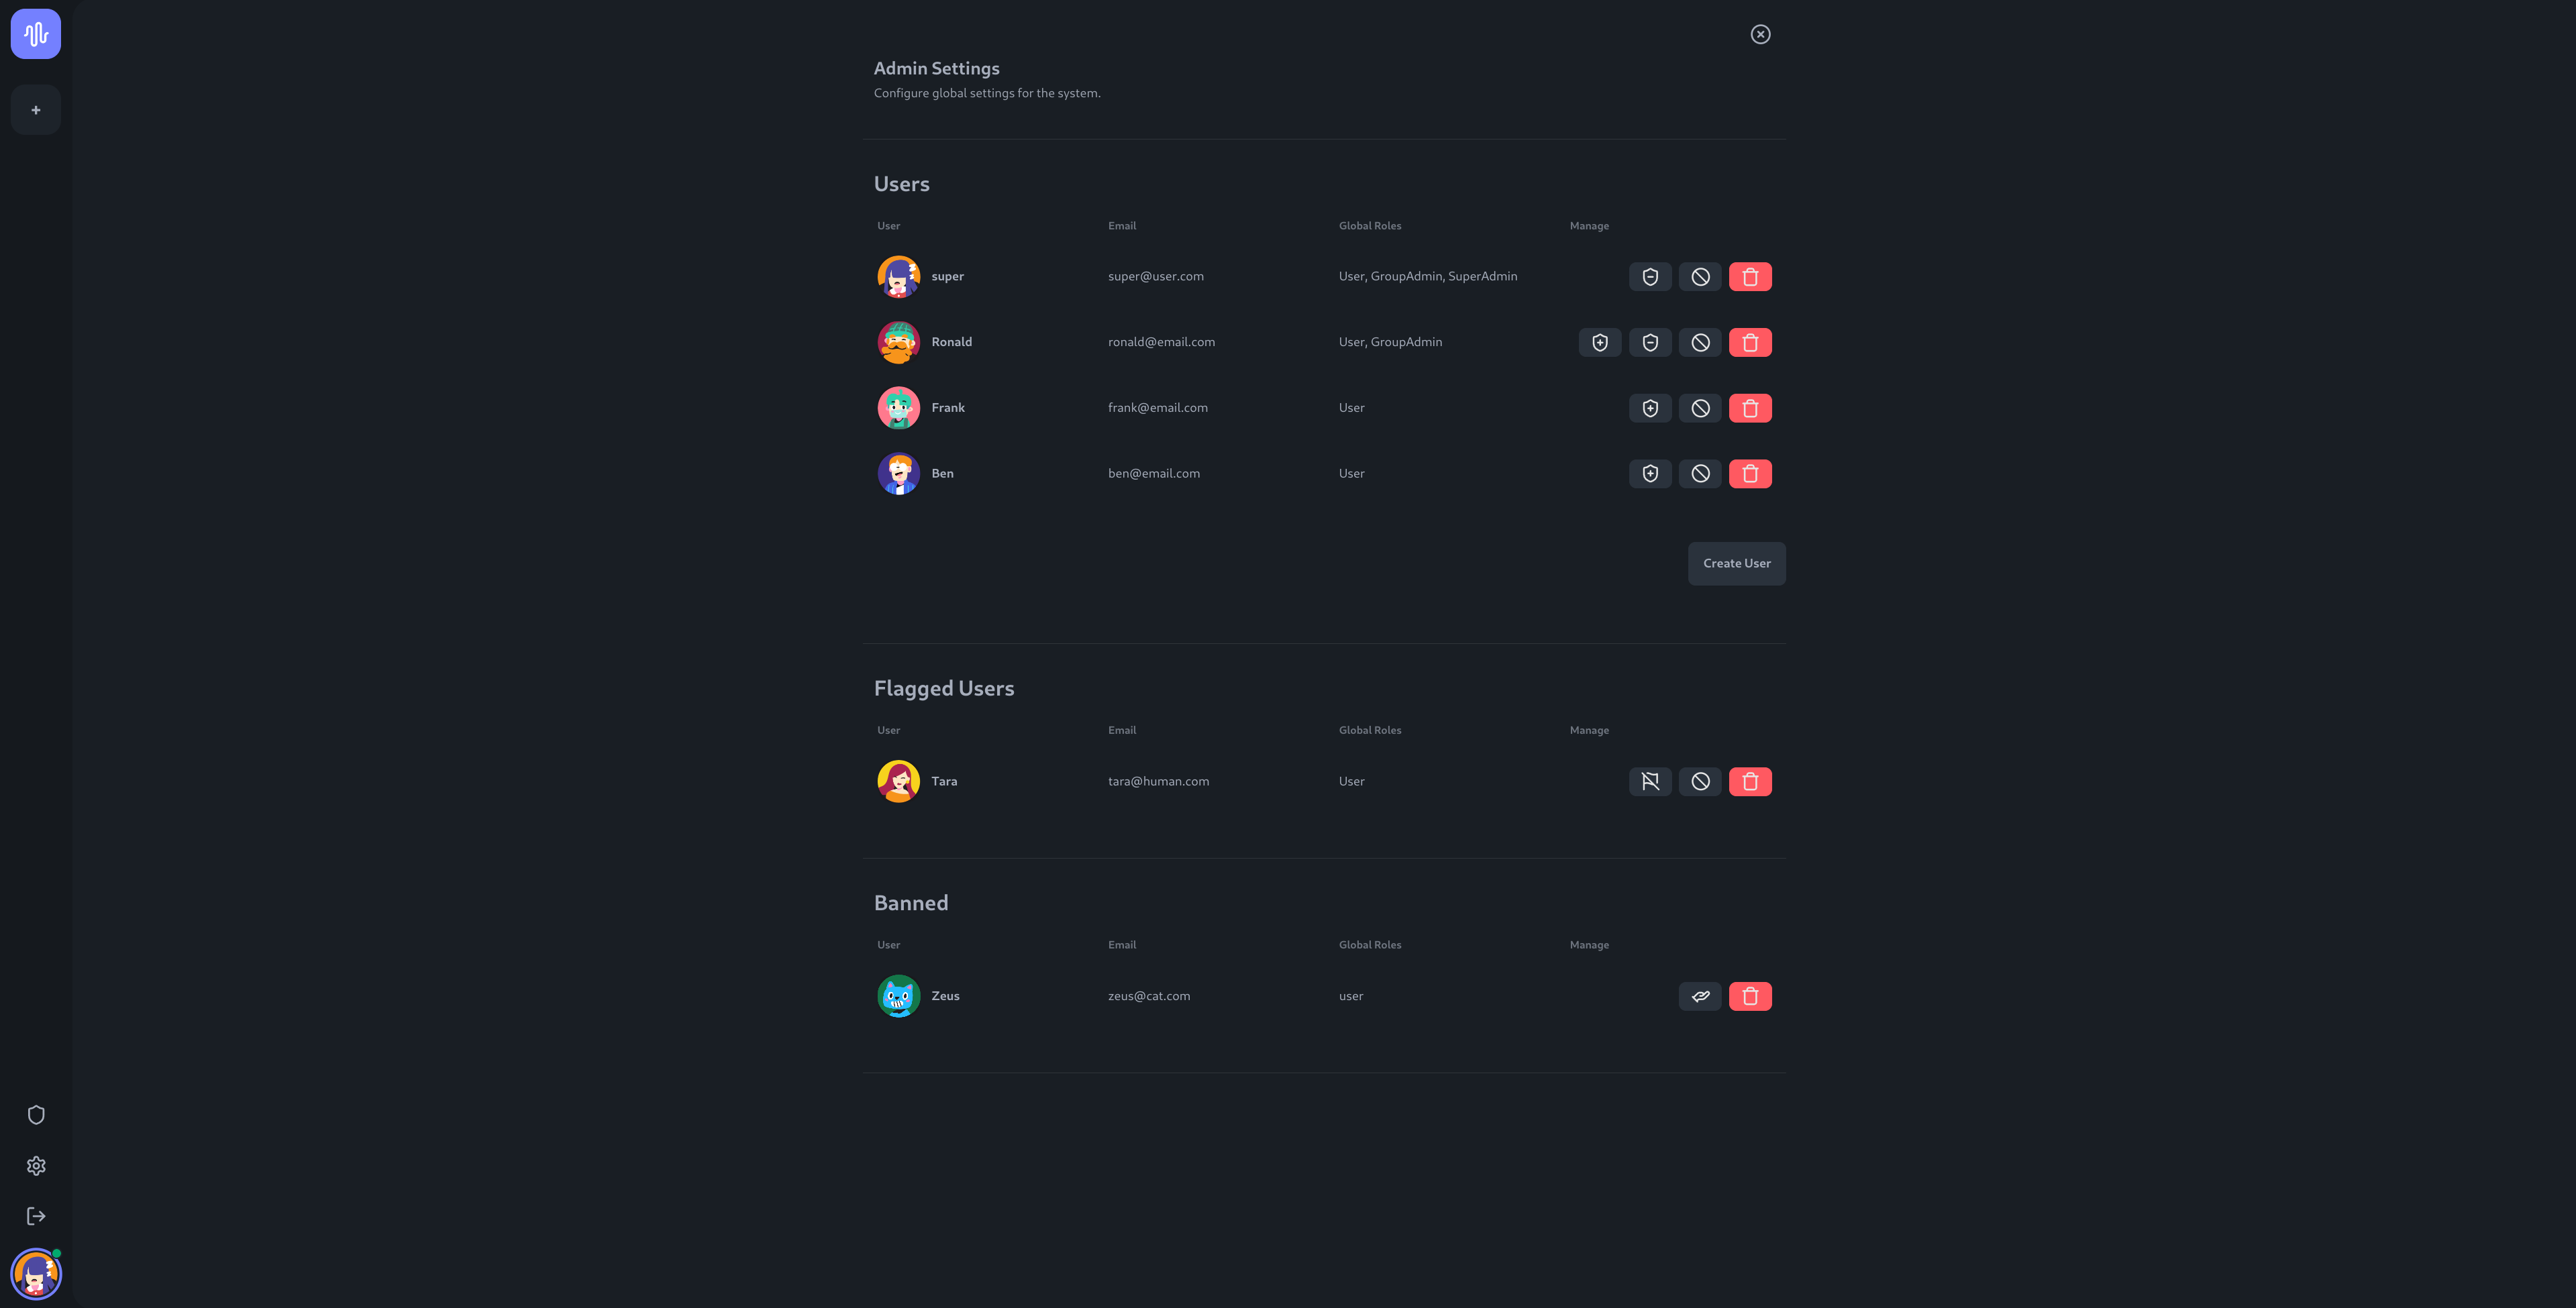 +
Admin Settings
Configure global settings for the system.
Users
User Email Global Roles Manage
super super@user.com User, GroupAdmin, SuperAdmin
Ronald ronald@email.com User, GroupAdmin
Frank frank@email.com User
Ben ben@email.com User
Create User
Flagged Users
User Email Global Roles Manage
Tara tara@human.com User
Banned
User Email Global Roles Manage
Zeus zeus@cat.com user